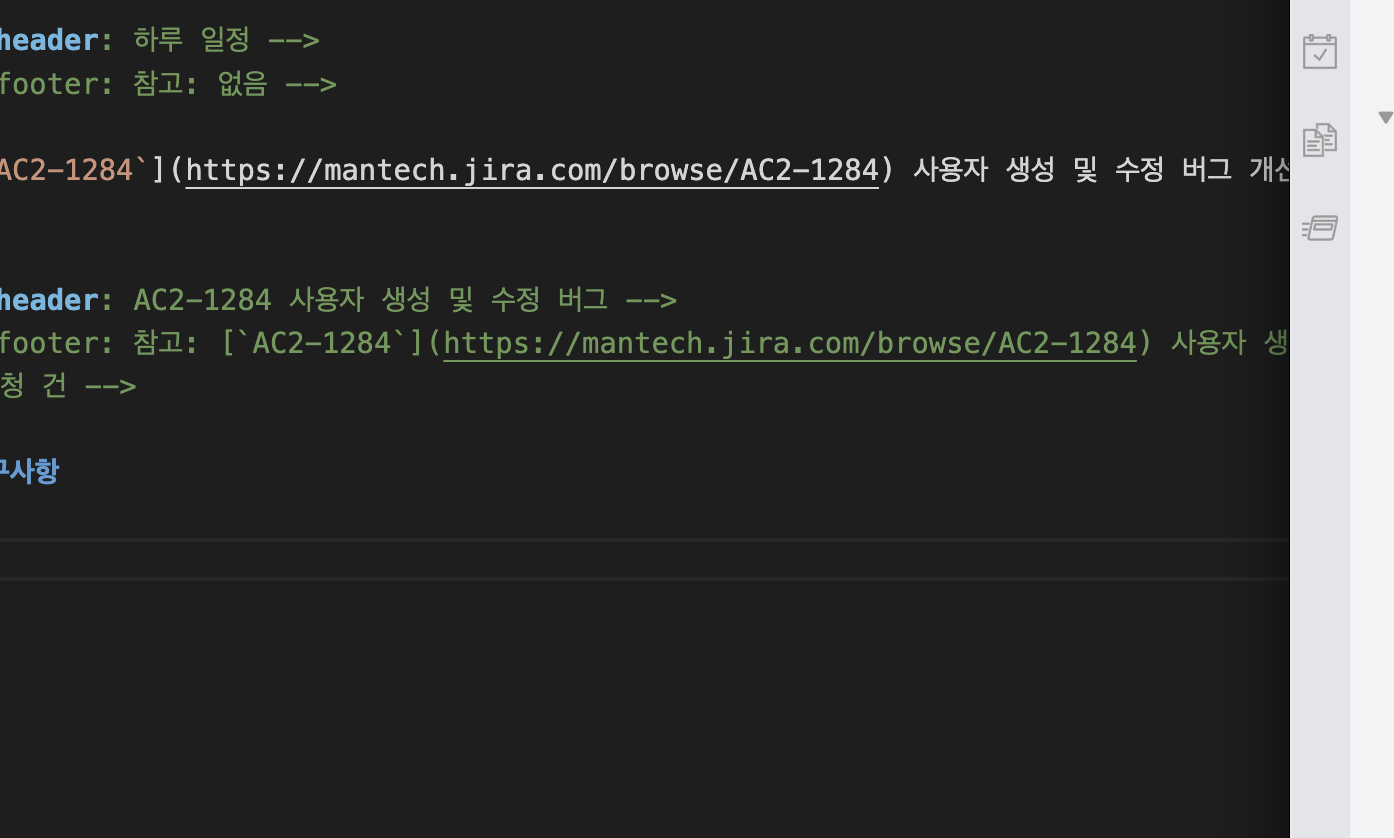 header: 하루 일정 -->
footer: 참고: 없음 -->
AC2-1284`](https://mantech.jira.com/browse/AC2-1284) 사용자 생성 및 수정 버그 개선
header: AC2-1284 사용자 생성 및 수정 버그 -->
footer: 참고: [`AC2-1284`](https://mantech.jira.com/browse/AC2-1284) 사용자 생
청 건 -->
구사항